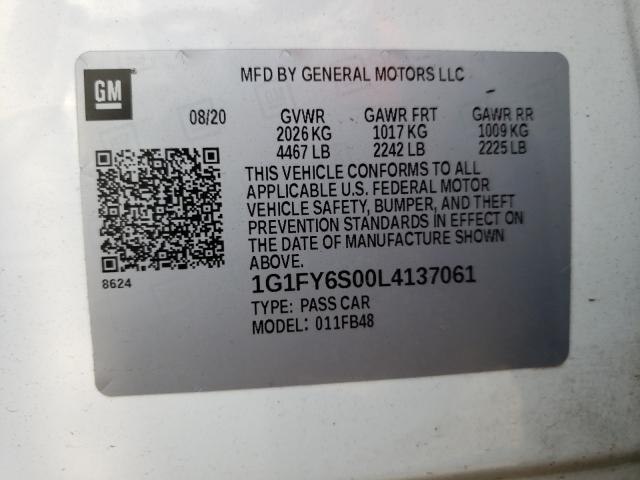 GM
MFD BY GENERAL MOTORS LLC
08/20 GVWR GAWR FRT GAWR RR
2026 KG 1017 KG 1009 KG
4467 LB 2242 LB 2225 LB
THIS VEHICLE CONFORMS TO ALL
APPLICABLE U.S. FEDERAL MOTOR
VEHICLE SAFETY, BUMPER, AND THEFT
PREVENTION STANDARDS IN EFFECT ON
THE DATE OF MANUFACTURE SHOWN
ABOVE.
8624
1G1FY6S00L4137061
TYPE: PASS CAR
MODEL: 011FB48